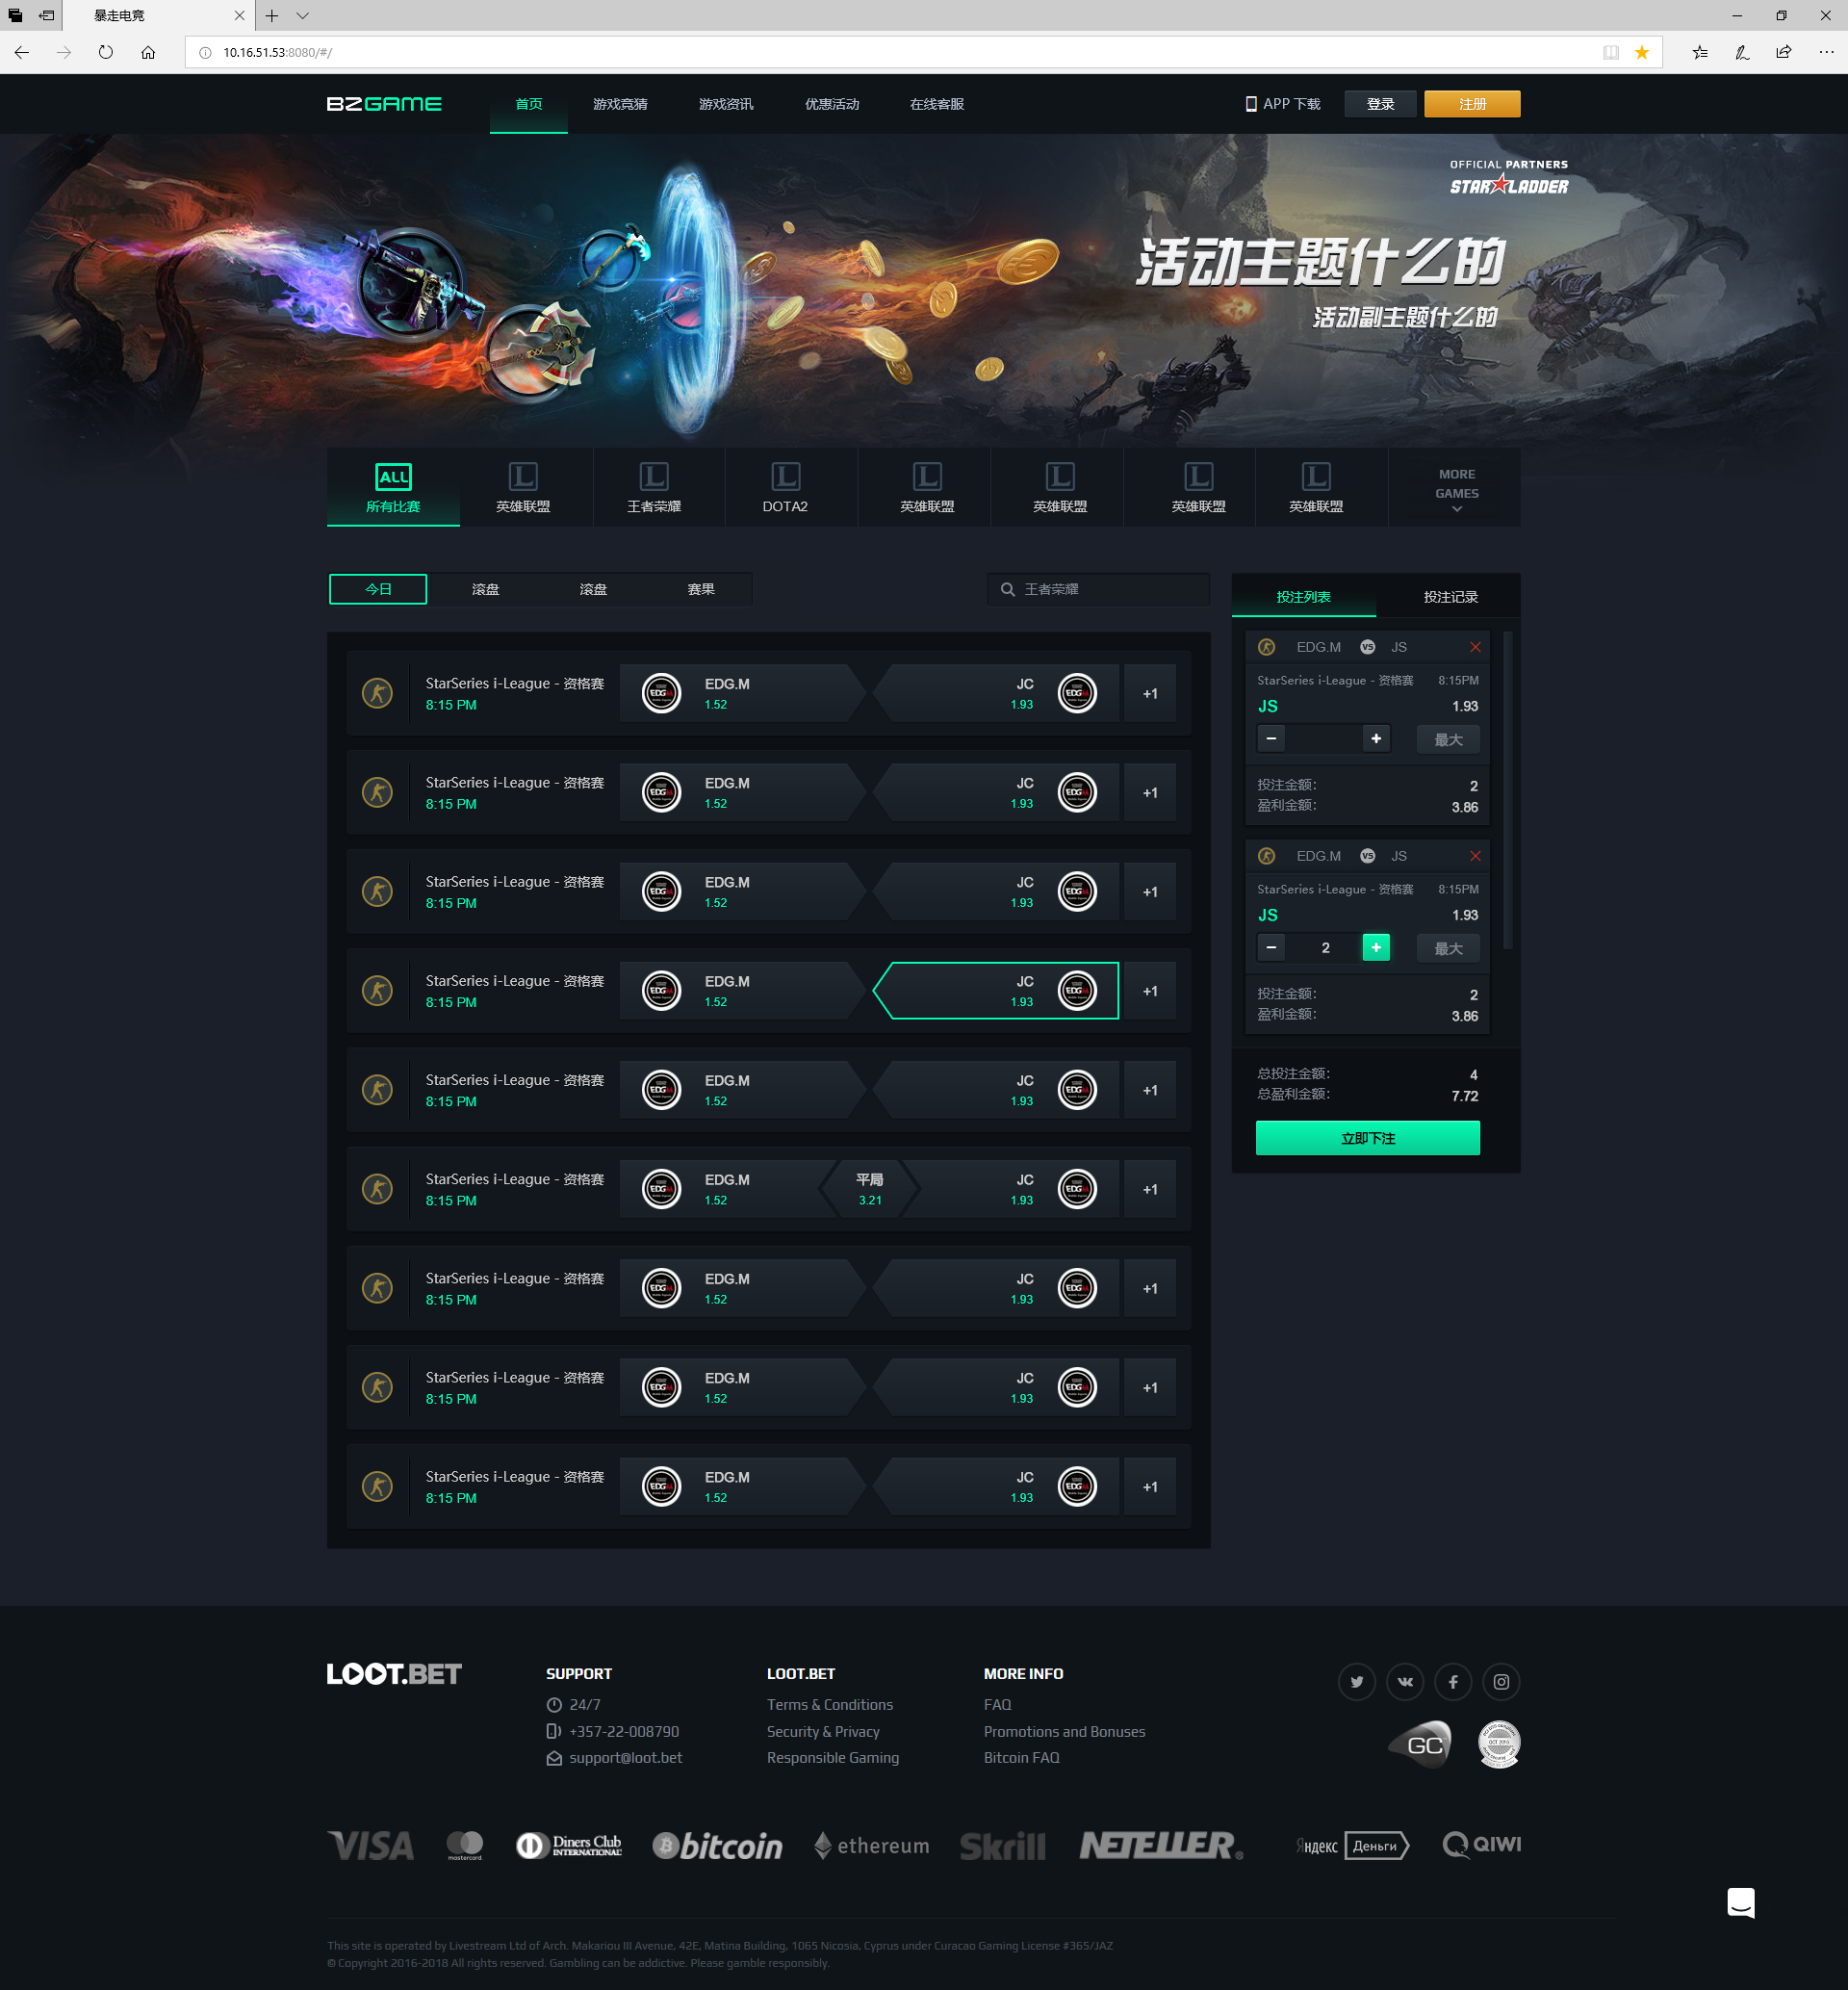 暴走电竞
10.16.51.53:8080/#/
BZGAME
首页
游戏竞猜
游戏资讯
优惠活动
在线客服
APP 下载
登录
注册
OFFICIAL PARTNERS
STAR LADDER
活动主题什么的
活动副主题什么的
ALL
所有比赛
L
英雄联盟
L
王者荣耀
L
DOTA2
L
英雄联盟
L
英雄联盟
L
英雄联盟
L
英雄联盟
MORE
GAMES
今日
滚盘
滚盘
赛果
王者荣耀
StarSeries i-League - 资格赛
8:15 PM
EDG.M
1.52
JC
1.93
+1
StarSeries i-League - 资格赛
8:15 PM
EDG.M
1.52
JC
1.93
+1
StarSeries i-League - 资格赛
8:15 PM
EDG.M
1.52
JC
1.93
+1
StarSeries i-League - 资格赛
8:15 PM
EDG.M
1.52
JC
1.93
+1
StarSeries i-League - 资格赛
8:15 PM
EDG.M
1.52
JC
1.93
+1
StarSeries i-League - 资格赛
8:15 PM
EDG.M
1.52
平局
3.21
JC
1.93
+1
StarSeries i-League - 资格赛
8:15 PM
EDG.M
1.52
JC
1.93
+1
StarSeries i-League - 资格赛
8:15 PM
EDG.M
1.52
JC
1.93
+1
StarSeries i-League - 资格赛
8:15 PM
EDG.M
1.52
JC
1.93
+1
投注列表
投注记录
EDG.M VS JS
StarSeries i-League - 资格赛 8:15PM
JS 1.93
最大
投注金额: 2
盈利金额: 3.86
EDG.M VS JS
StarSeries i-League - 资格赛 8:15PM
JS 1.93
2
最大
投注金额: 2
盈利金额: 3.86
总投注金额: 4
总盈利金额: 7.72
立即下注
LOOT.BET
SUPPORT
24/7
+357-22-008790
support@loot.bet
LOOT.BET
Terms & Conditions
Security & Privacy
Responsible Gaming
MORE INFO
FAQ
Promotions and Bonuses
Bitcoin FAQ
GC
VISA
mastercard.
Diners Club
INTERNATIONAL
bitcoin
ethereum
Skrill
NETELLER
Яндекс Деньги
QIWI
This site is operated by Livestream Ltd of Arch. Makariou III Avenue, 42E, Matina Building, 1065 Nicosia, Cyprus under Curacao Gaming License #365/JAZ
© Copyright 2016-2018 All rights reserved. Gambling can be addictive. Please gamble responsibly.